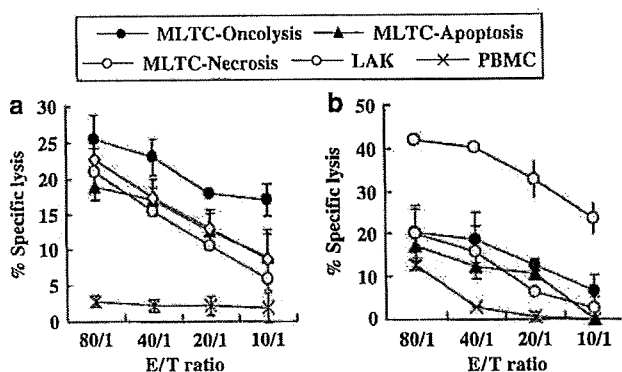 MLTC-Oncolysis MLTC-Apoptosis
MLTC-Necrosis LAK PBMC
a
b
% Specific lysis
30
25
20
15
10
5
0
80/1 40/1 20/1 10/1
E/T ratio
% Specific lysis
50
40
30
20
10
0
80/1 40/1 20/1 10/1
E/T ratio